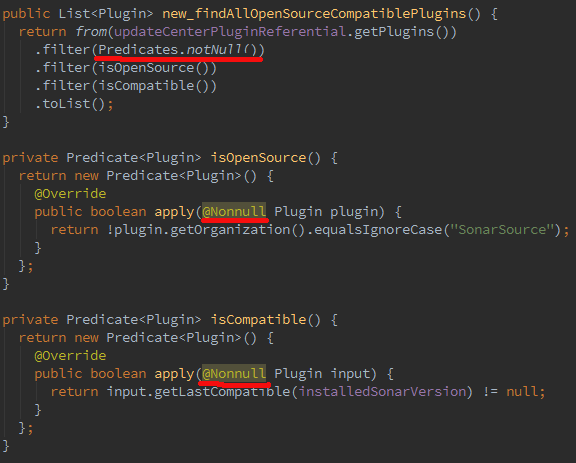 public List<Plugin> new_findAllOpenSourceCompatiblePlugins() {
  return from(updateCenterPluginReferential.getPlugins())
    .filter(Predicates.notNull())
    .filter(isOpenSource())
    .filter(isCompatible())
    .toList();
}

private Predicate<Plugin> isOpenSource() {
  return new Predicate<Plugin>() {
    @Override
    public boolean apply(@Nonnull Plugin plugin) {
      return !plugin.getOrganization().equalsIgnoreCase("SonarSource");
    }
  };
}

private Predicate<Plugin> isCompatible() {
  return new Predicate<Plugin>() {
    @Override
    public boolean apply(@Nonnull Plugin input) {
      return input.getLastCompatible(installedSonarVersion) != null;
    }
  };
}